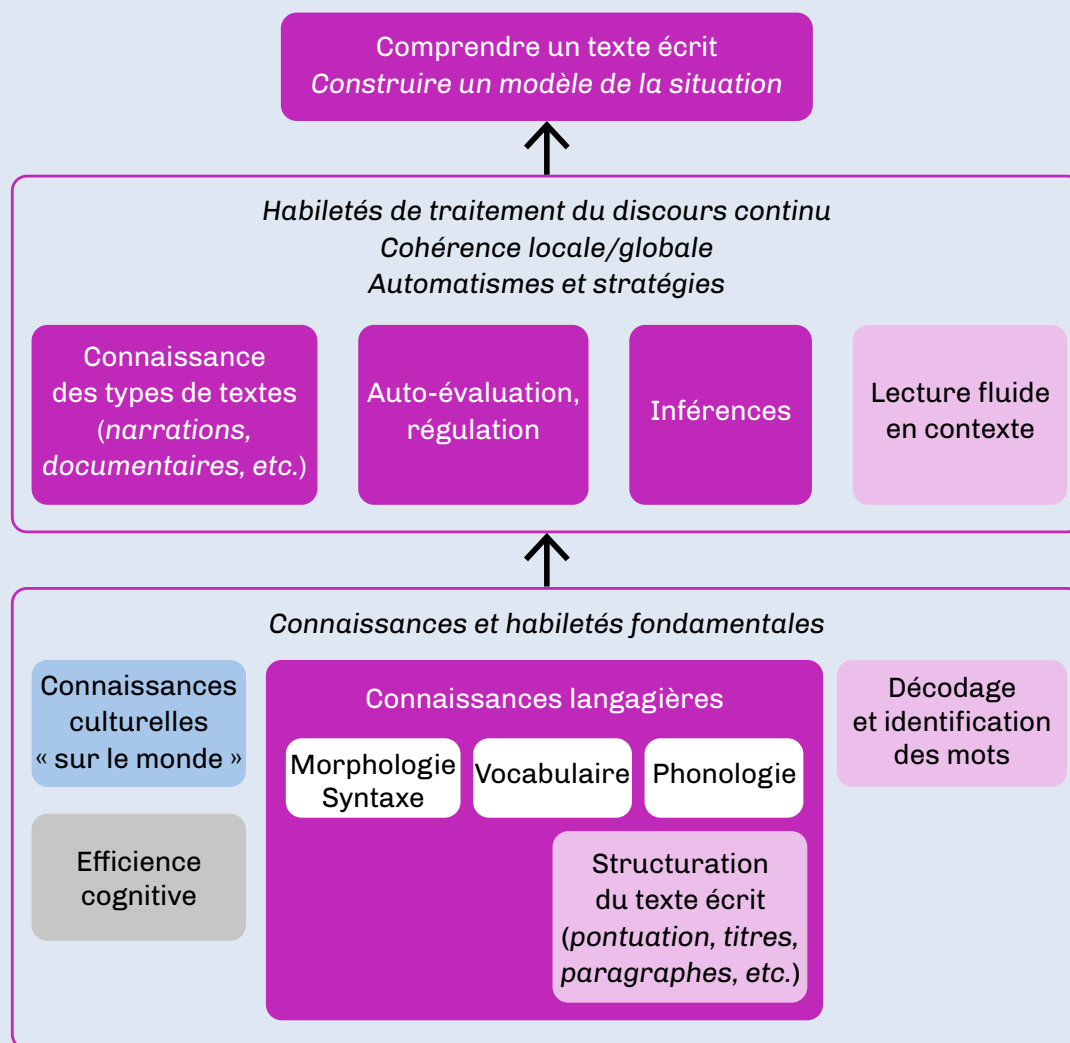 Comprendre un texte écrit
Construire un modèle de la situation
Habiletés de traitement du discours continu
Cohérence locale/globale
Automatismes et stratégies
Connaissance
des types de textes
(narrations,
documentaires, etc.)
Auto-évaluation,
régulation
Inférences
Lecture fluide
en contexte
Connaissances et habiletés fondamentales
Connaissances
culturelles
« sur le monde »
Efficience
cognitive
Connaissances langagières
Morphologie
Syntaxe
Vocabulaire
Phonologie
Structuration
du texte écrit
(pontuation, titres,
paragraphes, etc.)
Décodage
et identification
des mots